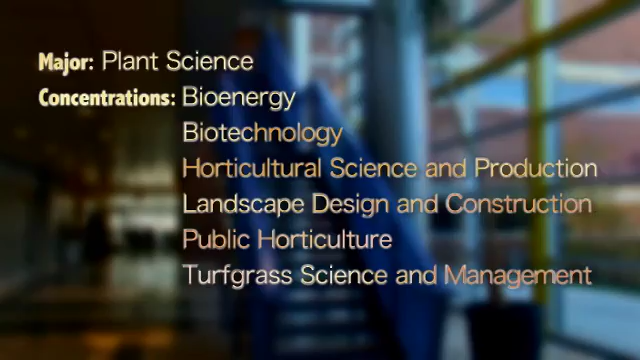 Major: Plant Science
Concentrations: Bioenergy
Biotechnology
Horticultural Science and Production
Landscape Design and Construction
Public Horticulture
Turfgrass Science and Management